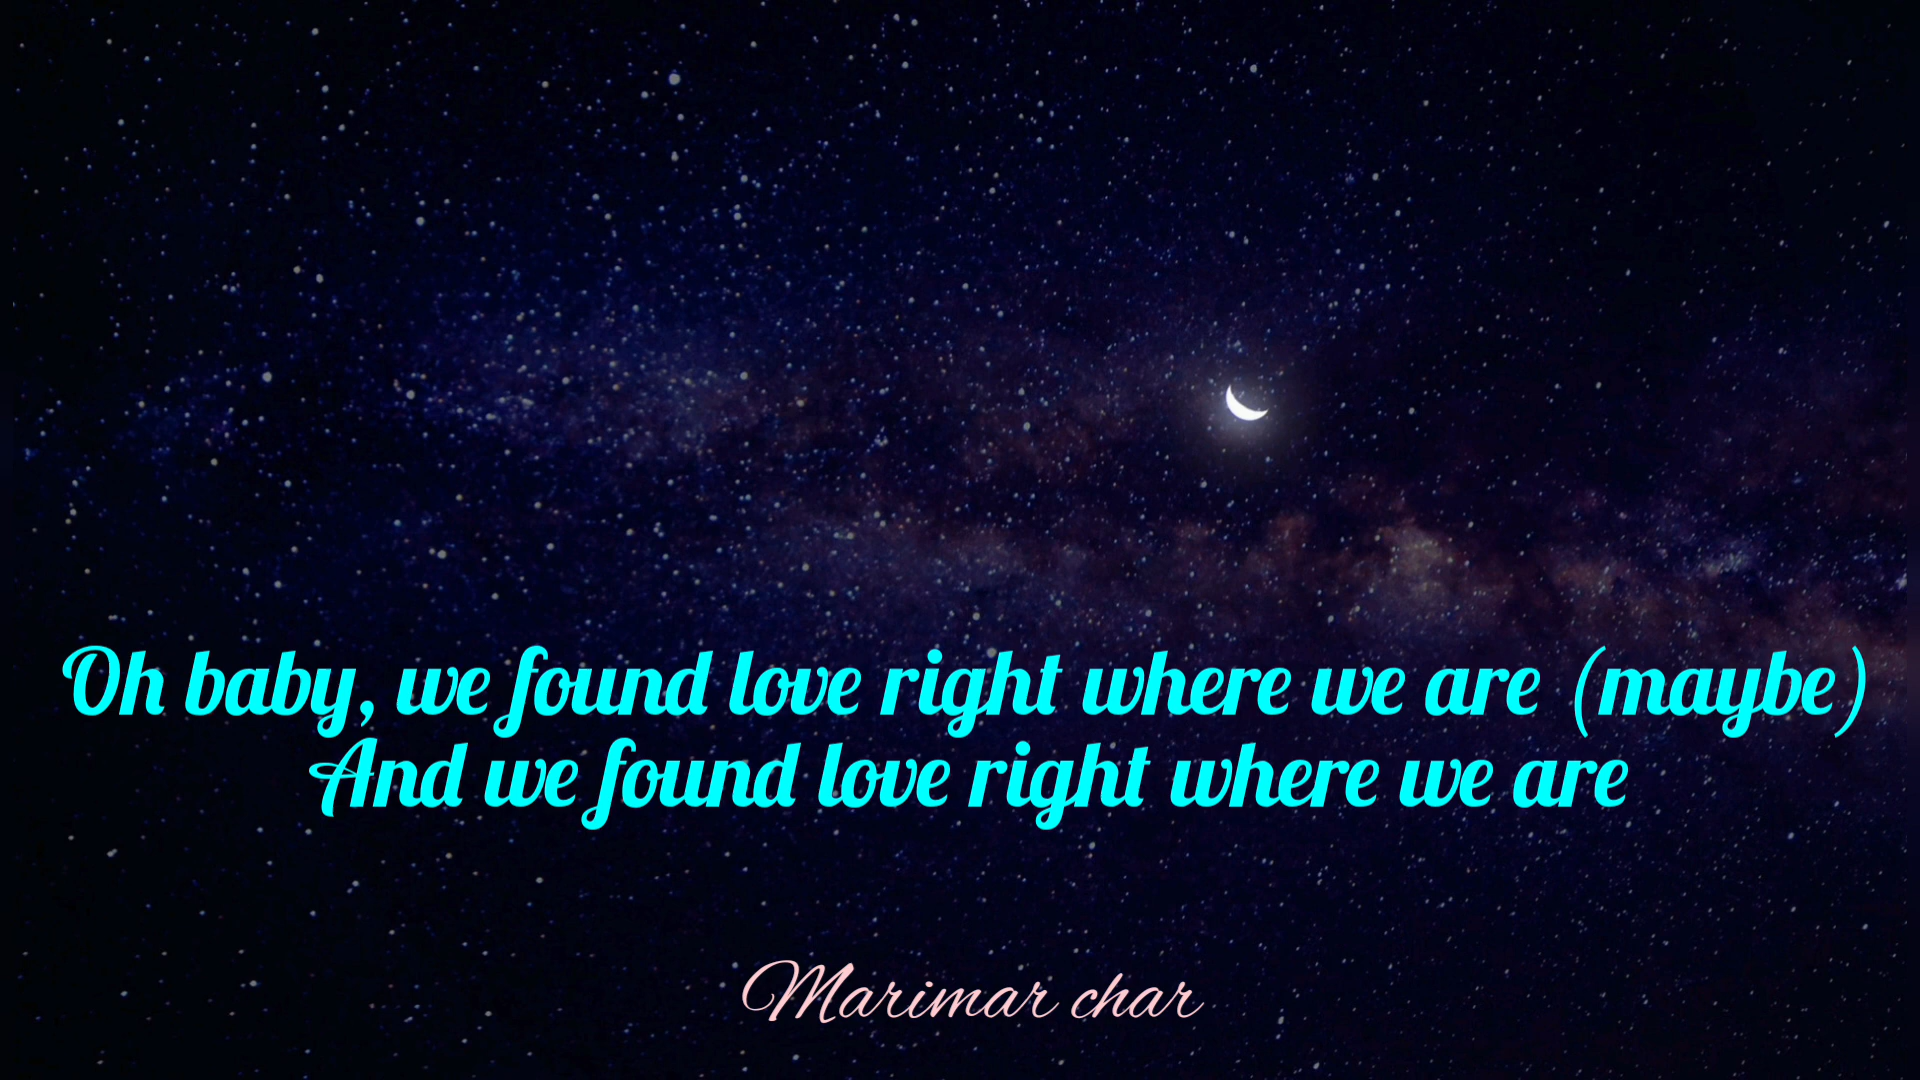 Oh baby, we found love right where we are (maybe)
And we found love right where we are
Marimar char